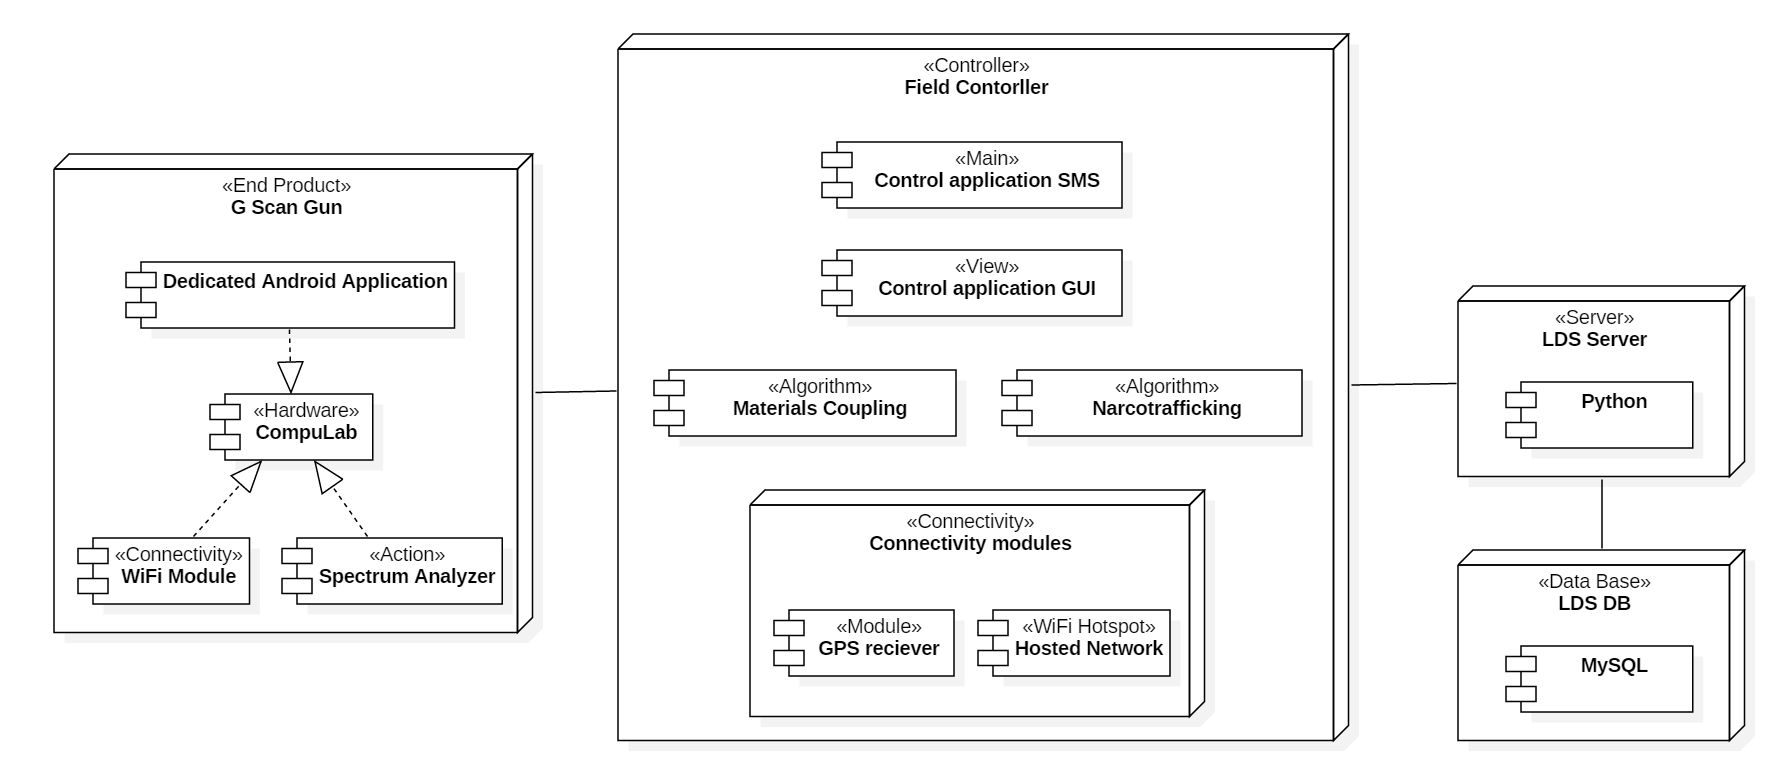 «End Product»
G Scan Gun
Dedicated Android Application
«Hardware»
CompuLab
«Connectivity»
WiFi Module
«Action»
Spectrum Analyzer
«Controller»
Field Contorller
«Main»
Control application SMS
«View»
Control application GUI
«Algorithm»
Materials Coupling
«Algorithm»
Narcotrafficking
«Connectivity»
Connectivity modules
«Module»
GPS reciever
«WiFi Hotspot»
Hosted Network
«Server»
LDS Server
Python
«Data Base»
LDS DB
MySQL